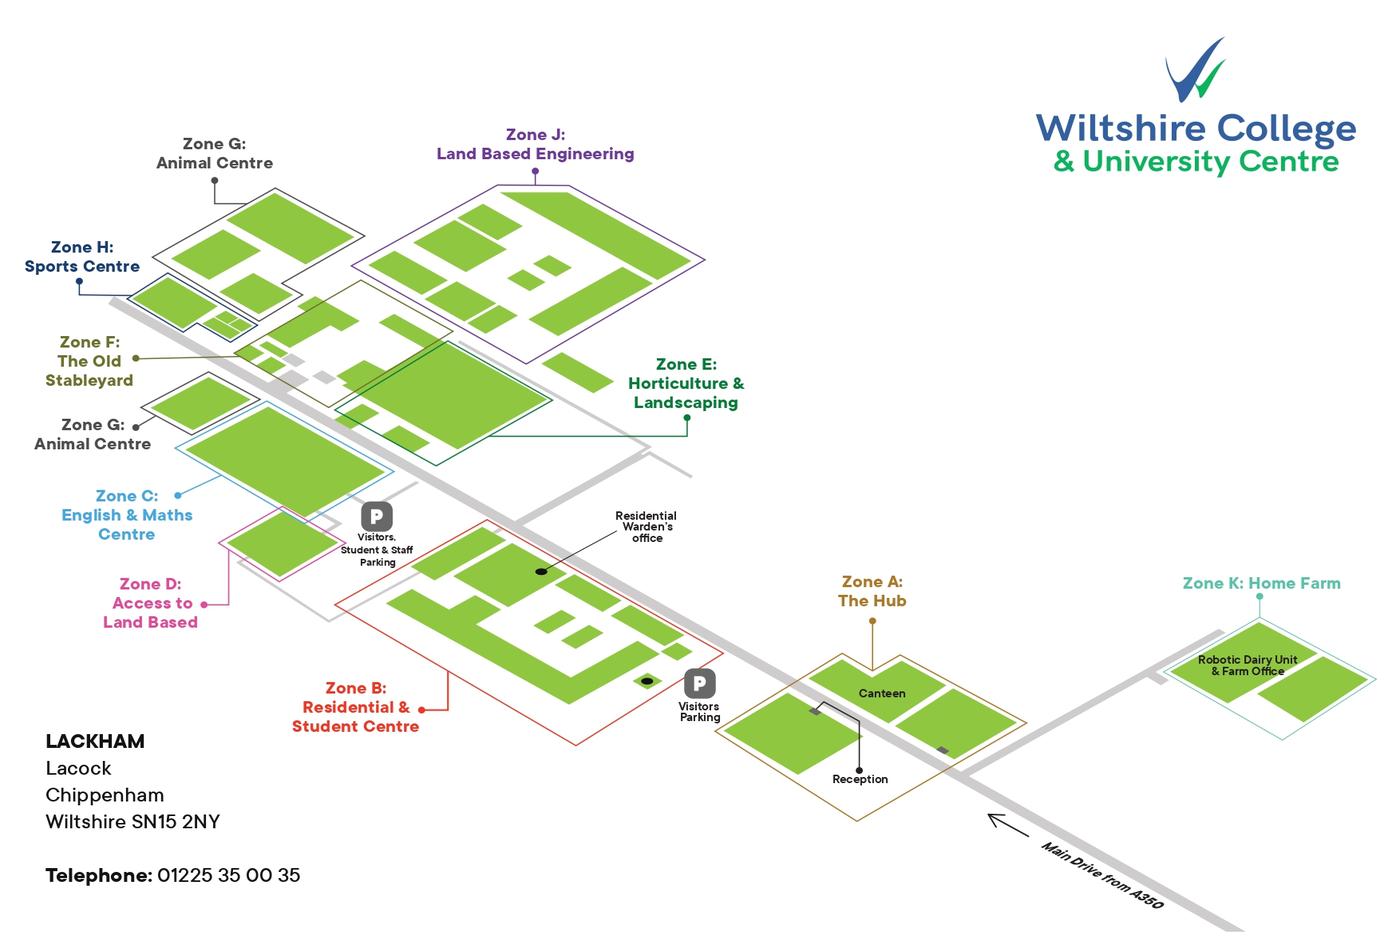 Wiltshire College
& University Centre
Zone J:
Land Based Engineering
Zone G:
Animal Centre
Zone H:
Sports Centre
Zone F:
The Old
Stableyard
Zone E:
Horticulture &
Landscaping
Zone G:
Animal Centre
Zone C:
English & Maths
Centre
P
Visitors,
Student & Staff
Parking
Residential
Warden's
office
Zone D:
Access to
Land Based
Zone A:
The Hub
Zone K: Home Farm
Robotic Dairy Unit
& Farm Office
Canteen
P
Visitors
Parking
Zone B:
Residential &
Student Centre
Reception
Main Drive from A350
LACKHAM
Lacock
Chippenham
Wiltshire SN15 2NY
Telephone: 01225 35 00 35